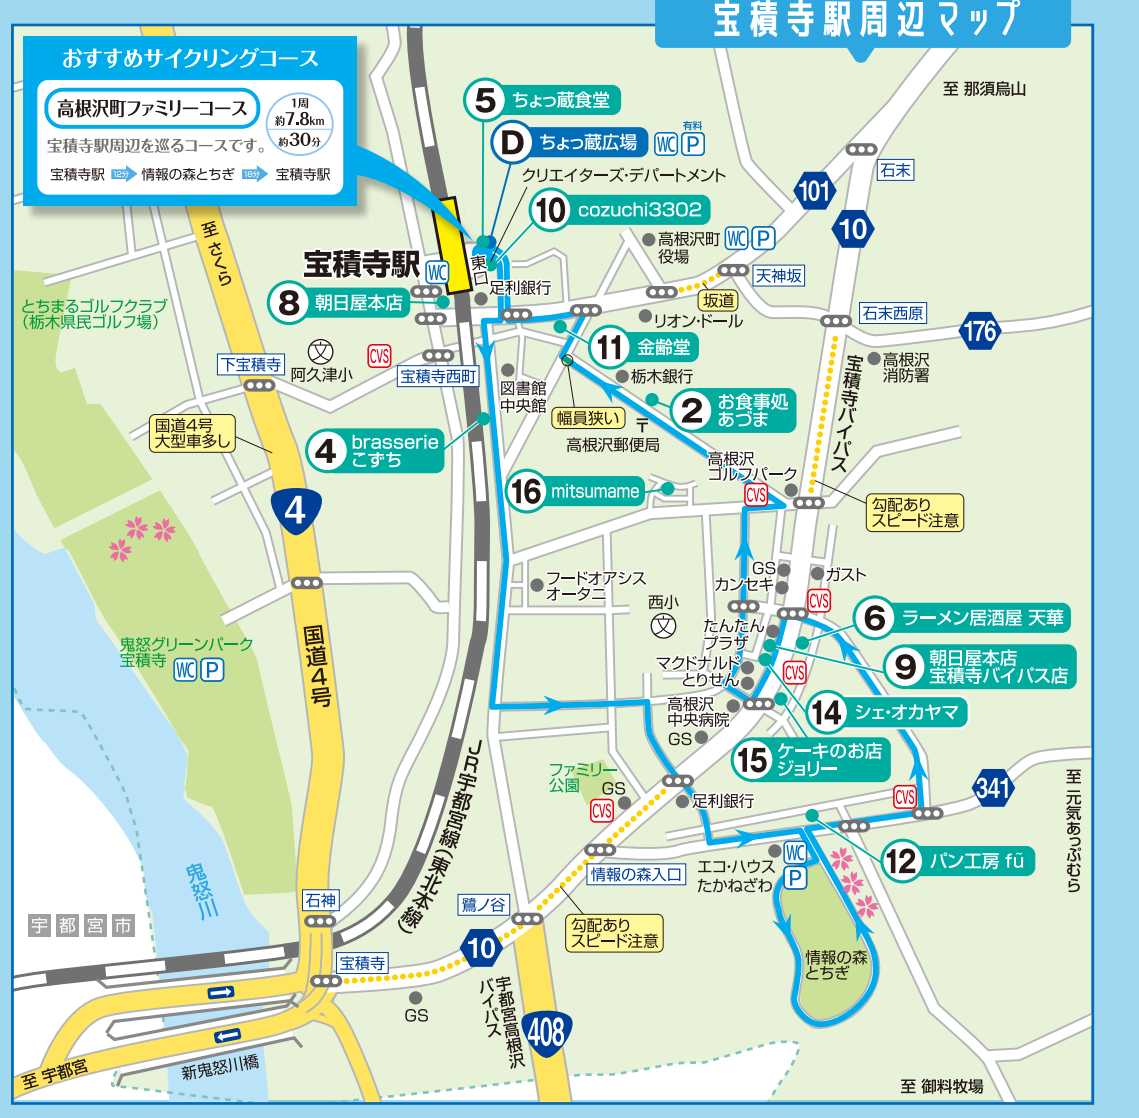 宝積寺駅周辺マップ
おすすめサイクリングコース
高根沢町ファミリーコース
1周
約7.8km
約30分
宝積寺駅周辺を巡るコースです。
宝積寺駅 12分 情報の森とちぎ 18分 宝積寺駅
至 那須烏山
5 ちょっ蔵食堂
D ちょっ蔵広場
WC
有料
P
クリエイターズ・デパートメント
10 cozuchi3302
101
石末
10
至 さくら
宝積寺駅
WC
東口
足利銀行
高根沢町
役場
WC P
天神坂
坂道
石末西原
176
とちまるゴルフクラブ
(栃木県民ゴルフ場)
8 朝日屋本店
リオン・ドール
11 金齢堂
宝積寺バイパス
高根沢
消防署
下宝積寺
文
阿久津小
CVS
宝積寺西町
図書館
中央館
栃木銀行
幅員狭い
2 お食事処
あづま
〒
高根沢郵便局
国道4号
大型車多し
4 brasserie
こずち
高根沢
ゴルフパーク
16 mitsumame
CVS
勾配あり
スピード注意
4
フードオアシス
オータニ
GS
カンセキ
ガスト
CVS
西小
文
たんたん
プラザ
6 ラーメン居酒屋 天華
鬼怒グリーンパーク
宝積寺
WC P
国道4号
マクドナルド
とりせん
CVS
9 朝日屋本店
宝積寺バイパス店
高根沢
中央病院
14 シェ・オカヤマ
GS
15 ケーキのお店
ジョリー
JR宇都宮線(東北本線)
ファミリー
公園
GS
CVS
足利銀行
CVS
341
至 元気あっぷむら
12 パン工房 fū
鬼怒川
情報の森入口
エコ・ハウス
たかねざわ
WC
P
石神
鷺ノ谷
宇都宮市
勾配あり
スピード注意
10
宝積寺
情報の森
とちぎ
GS
宇都宮高根沢
バイパス
408
新鬼怒川橋
至 宇都宮
至 御料牧場